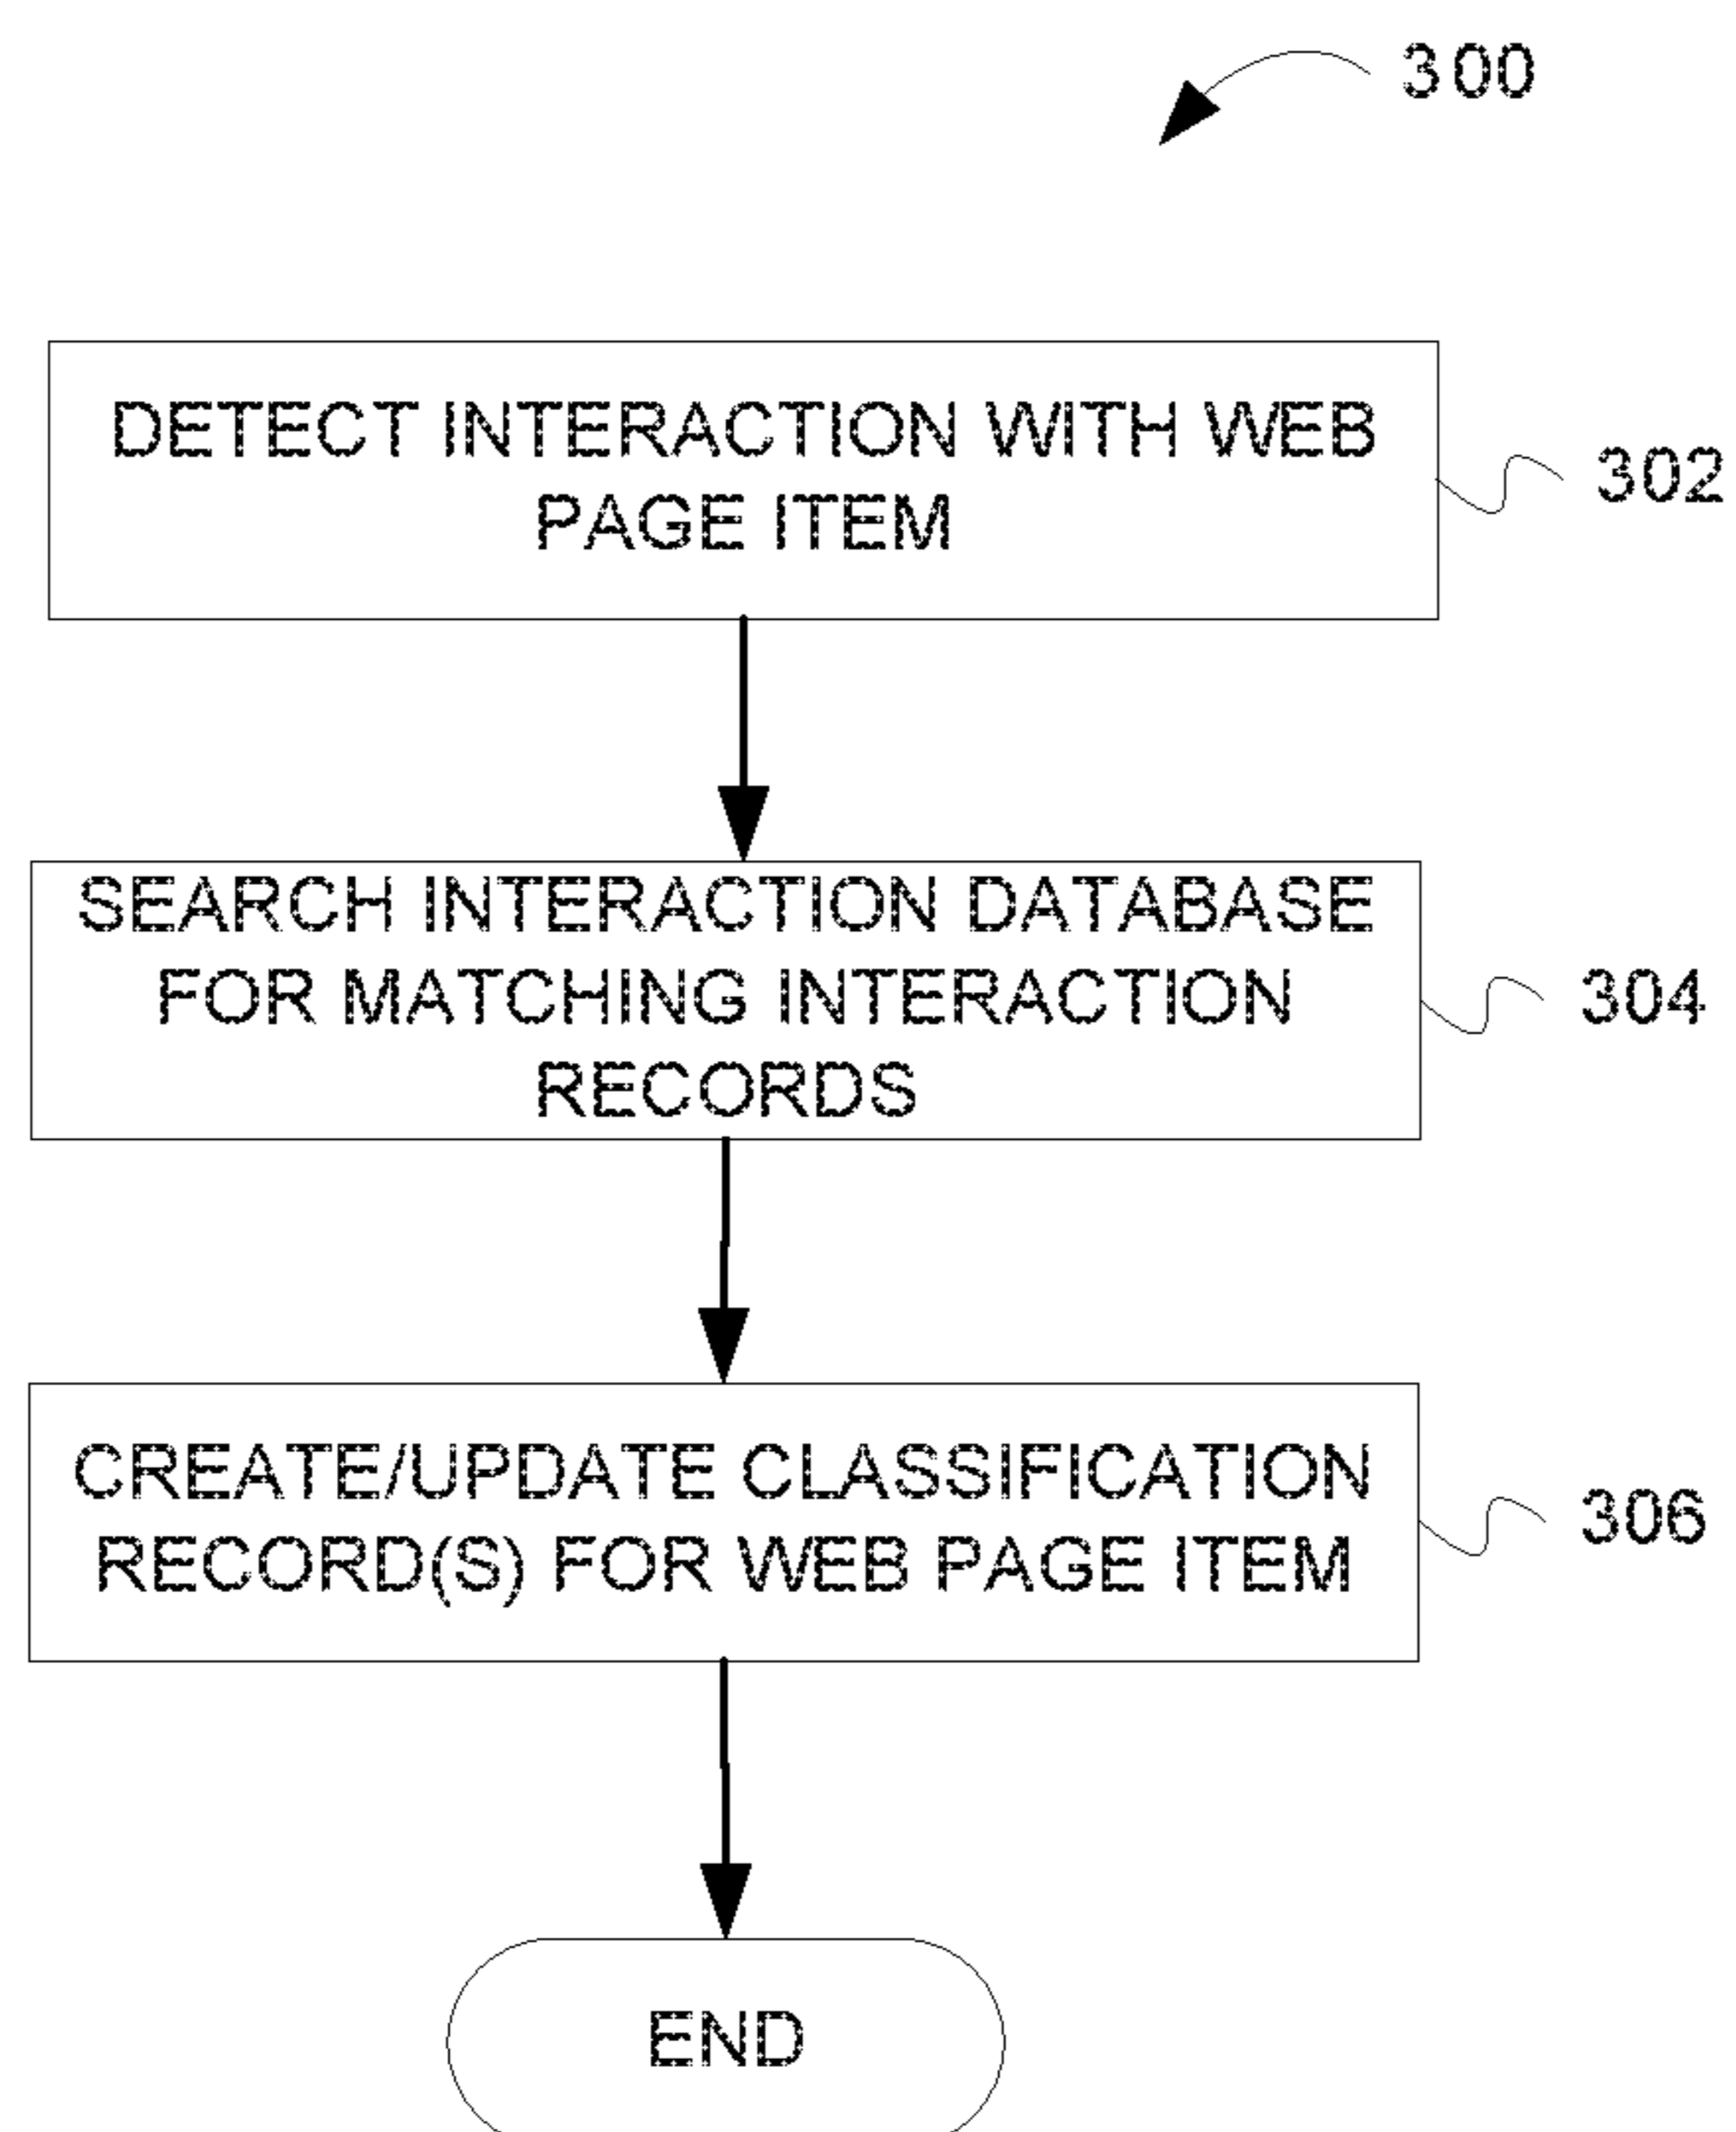 300
DETECT INTERACTION WITH WEB
PAGE ITEM
302
SEARCH INTERACTION DATABASE
FOR MATCHING INTERACTION
RECORDS
304
CREATE/UPDATE CLASSIFICATION
RECORD(S) FOR WEB PAGE ITEM
306
END